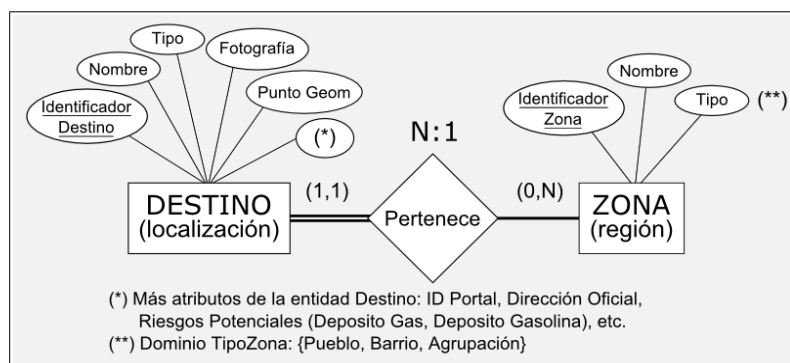 Tipo
Fotografía
Nombre
Punto Geom
Identificador
Destino
(*)
Nombre
Identificador
Zona
Tipo
(**)
N:1
DESTINO
(localización)
(1,1)
Pertenece
(0,N)
ZONA
(región)
(*) Más atributos de la entidad Destino: ID Portal, Dirección Oficial,
Riesgos Potenciales (Deposito Gas, Deposito Gasolina), etc.
(**) Dominio TipoZona: {Pueblo, Barrio, Agrupación}